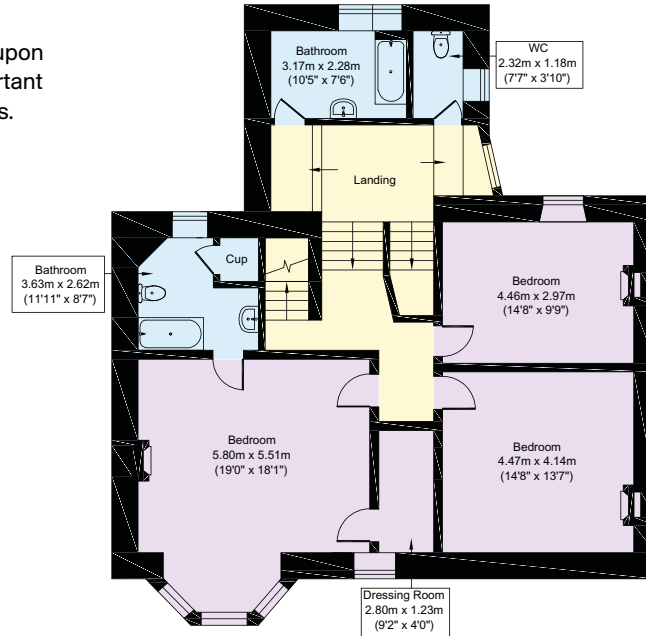 upon
rtant
s.
Bathroom
3.17m x 2.28m
(10'5" x 7'6")
WC
2.32m x 1.18m
(7'7" x 3'10")
Landing
Bathroom
3.63m x 2.62m
(11'11" x 8'7")
Cup
Bedroom
4.46m x 2.97m
(14'8" x 9'9")
Bedroom
5.80m x 5.51m
(19'0" x 18'1")
Bedroom
4.47m x 4.14m
(14'8" x 13'7")
Dressing Room
2.80m x 1.23m
(9'2" x 4'0")